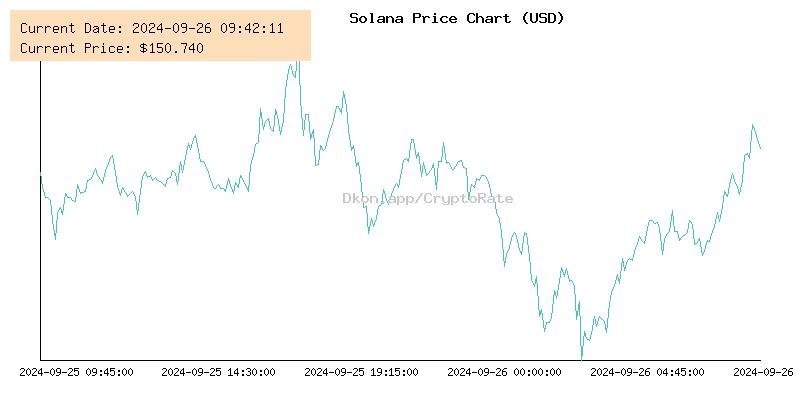 Solana Price Chart (USD)
Current Date: 2024-09-26 09:42:11
Current Price: $150.740
Dkon.app/CryptoRate
2024-09-25 09:45:00 2024-09-25 14:30:00 2024-09-25 19:15:00 2024-09-26 00:00:00 2024-09-26 04:45:00 2024-09-26